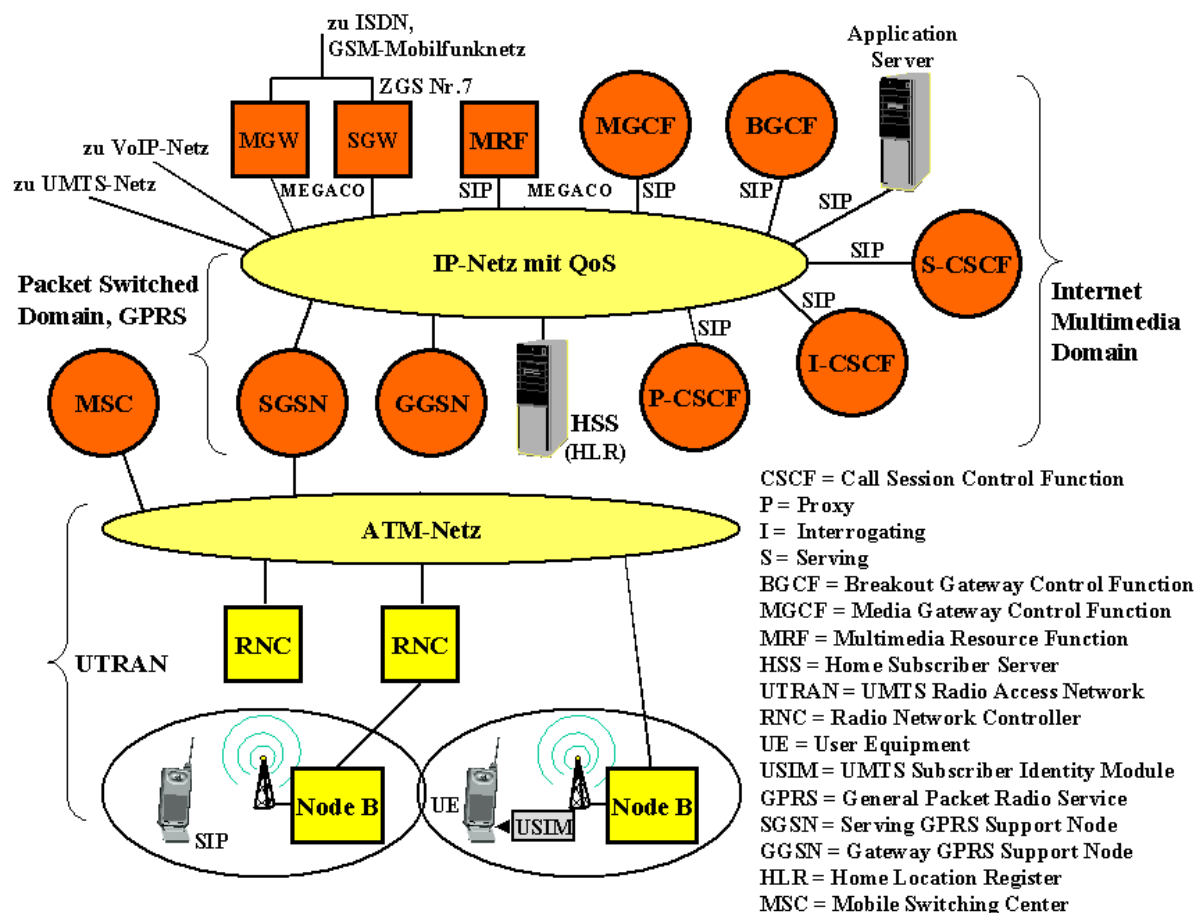 zu ISDN,
GSM-Mobilfunknetz
ZGS Nr.7
Application
Server
MGW
SGW
MRF
MGCF
BGCF
zu VoIP-Netz
zu UMTS-Netz
MEGACO
SIP
MEGACO
SIP
SIP
SIP
SIP
S-CSCF
IP-Netz mit QoS
Packet Switched
Domain, GPRS
SIP
SIP
Internet
Multimedia
Domain
MSC
SGSN
GGSN
HSS
(HLR)
P-CSCF
I-CSCF
ATM-Netz
UTRAN
RNC
RNC
Node B
SIP
UE
USIM
Node B
CSCF = Call Session Control Function
P = Proxy
I = Interrogating
S = Serving
BGCF = Breakout Gateway Control Function
MGCF = Media Gateway Control Function
MRF = Multimedia Resource Function
HSS = Home Subscriber Server
UTRAN = UMTS Radio Access Network
RNC = Radio Network Controller
UE = User Equipment
USIM = UMTS Subscriber Identity Module
GPRS = General Packet Radio Service
SGSN = Serving GPRS Support Node
GGSN = Gateway GPRS Support Node
HLR = Home Location Register
MSC = Mobile Switching Center